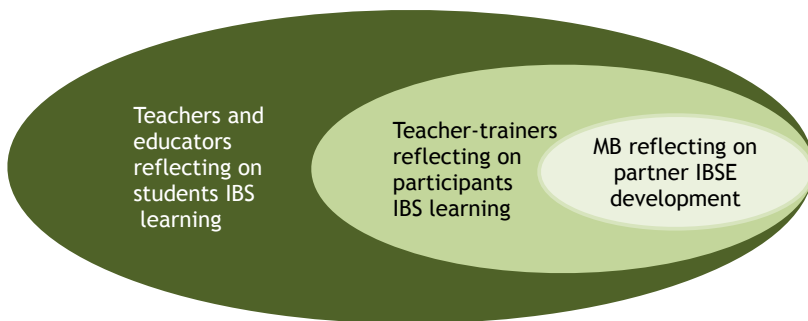 Teachers and
educators
reflecting on
students IBS
learning
Teacher-trainers
reflecting on
participants
IBS learning
MB reflecting on
partner IBSE
development